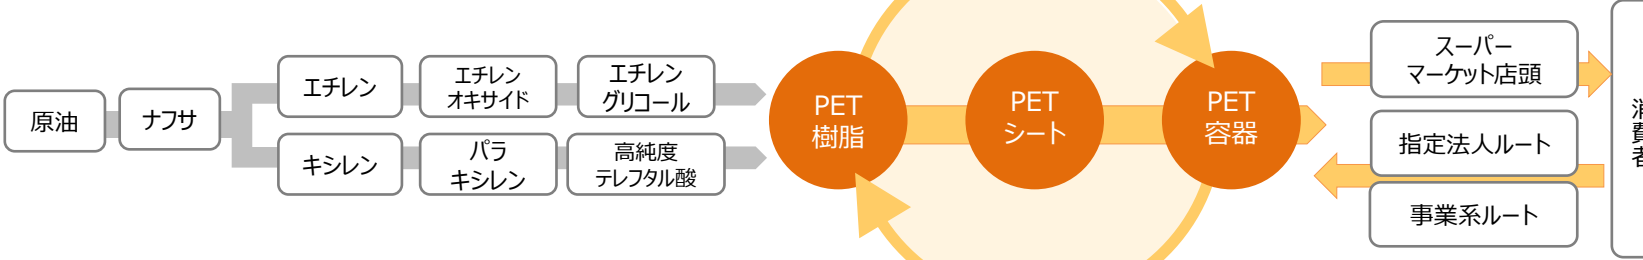 原油
ナフサ
エチレン
エチレン
オキサイド
エチレン
グリコール
キシレン
パラ
キシレン
高純度
テレフタル酸
PET
樹脂
PET
シート
PET
容器
スーパー
マーケット店頭
指定法人ルート
事業系ルート
消費者